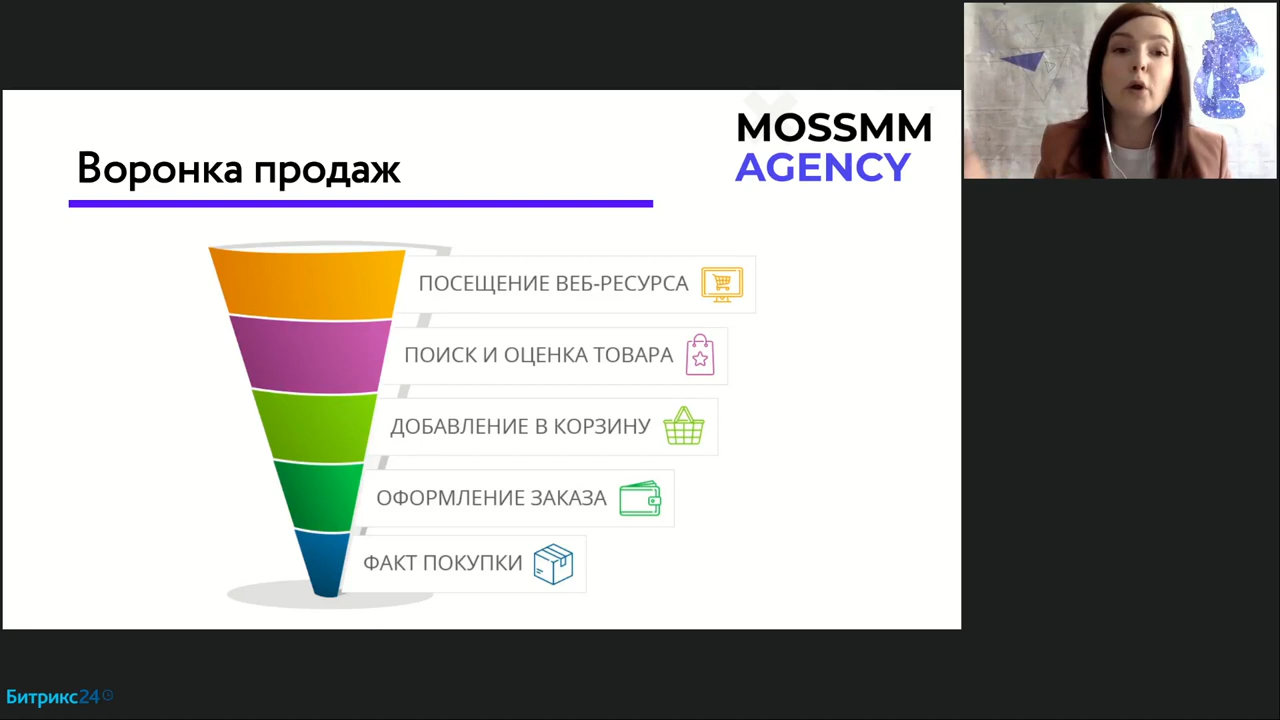 MOSSMM
AGENCY
Воронка продаж
ПОСЕЩЕНИЕ ВЕБ-РЕСУРСА
ПОИСК И ОЦЕНКА ТОВАРА
ДОБАВЛЕНИЕ В КОРЗИНУ
ОФОРМЛЕНИЕ ЗАКАЗА
ФАКТ ПОКУПКИ
Битрикс24